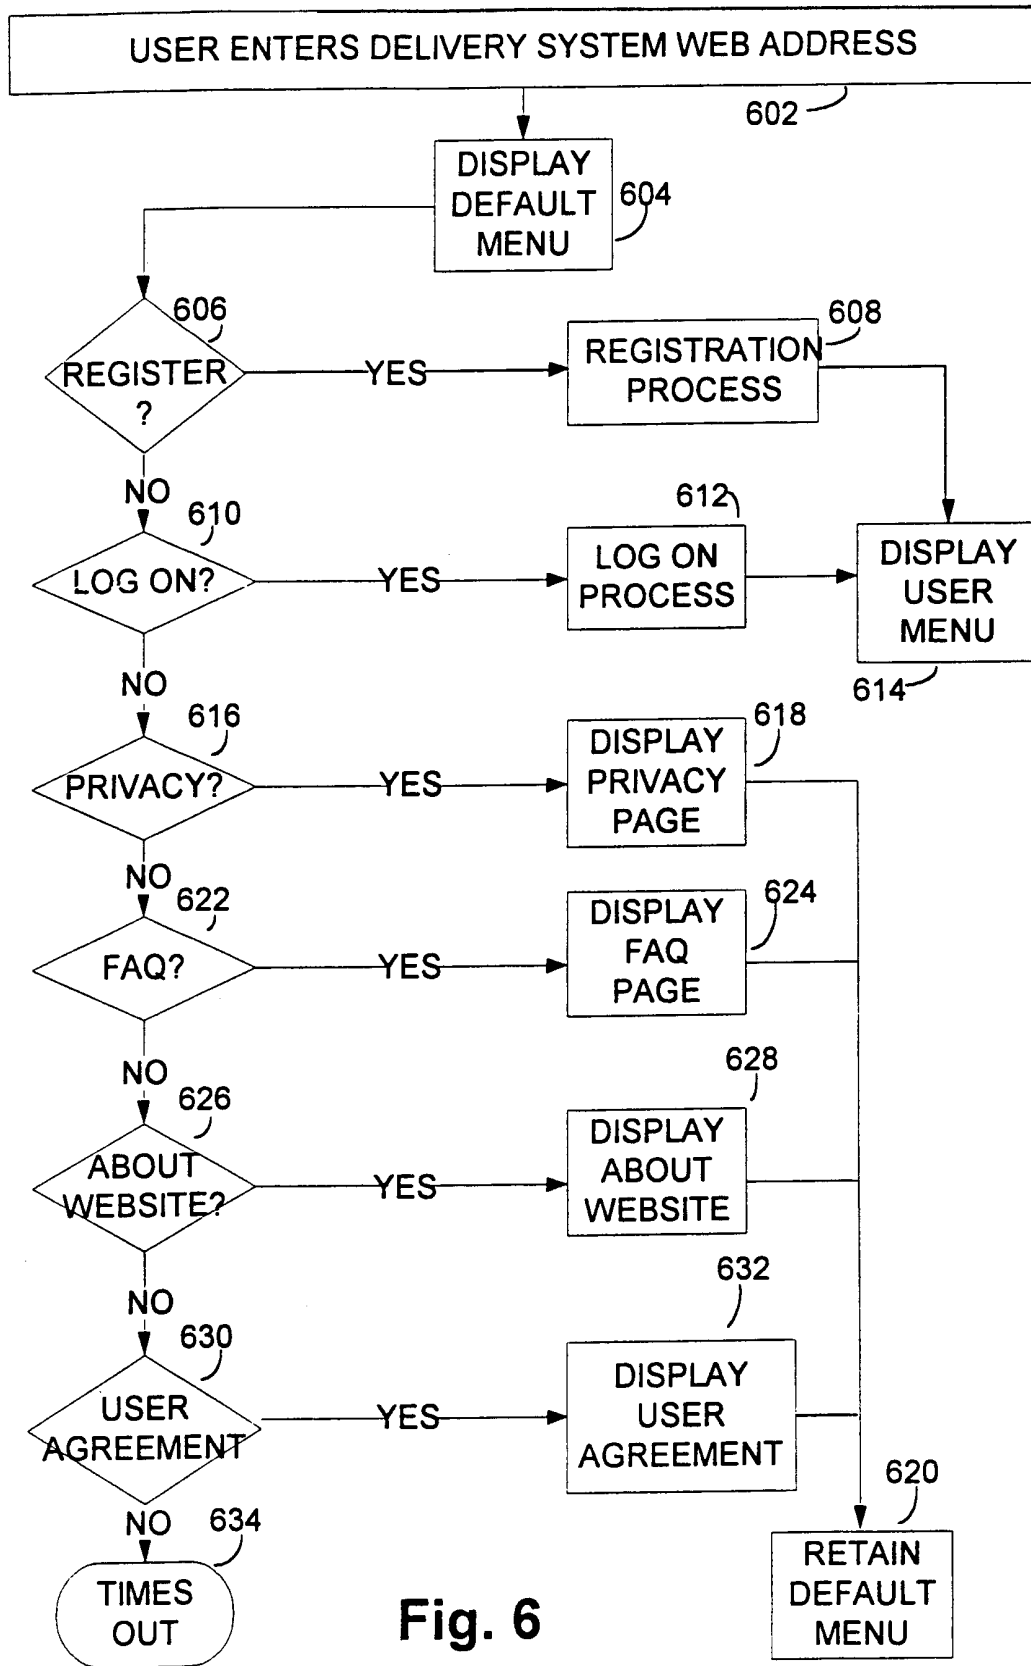 USER ENTERS DELIVERY SYSTEM WEB ADDRESS
602
DISPLAY
DEFAULT
MENU
604
606
REGISTER
?
YES
608
REGISTRATION
PROCESS
NO
610
LOG ON?
YES
612
LOG ON
PROCESS
DISPLAY
USER
MENU
614
NO
616
PRIVACY?
YES
618
DISPLAY
PRIVACY
PAGE
NO
622
FAQ?
YES
624
DISPLAY
FAQ
PAGE
NO
626
ABOUT
WEBSITE?
YES
628
DISPLAY
ABOUT
WEBSITE
NO
630
USER
AGREEMENT
YES
632
DISPLAY
USER
AGREEMENT
NO
634
TIMES
OUT
620
RETAIN
DEFAULT
MENU
Fig. 6